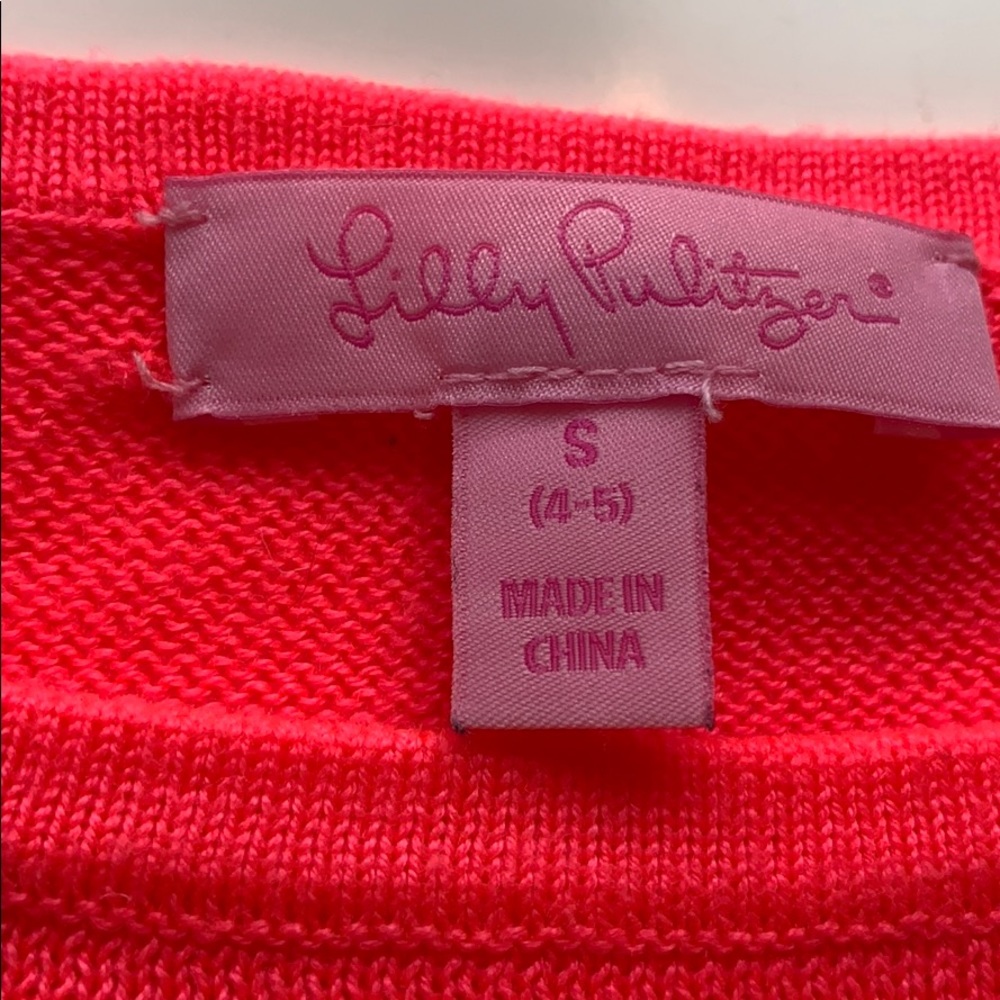 Lilly Pulitzer®
S
(4-5)
MADE IN
CHINA